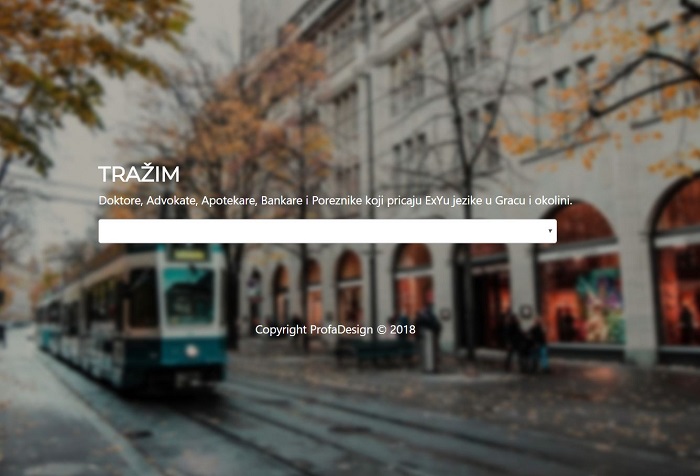 TRAŽIM
Doktore, Advokate, Apotekare, Bankare i Poreznike koji pricaju ExYu jezike u Gracu i okolini.
Copyright ProfaDesign © 2018